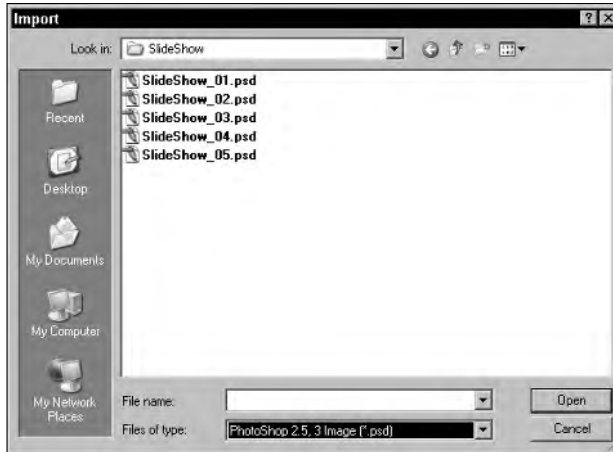 Import
Look in: SlideShow
SlideShow_01.psd
SlideShow_02.psd
SlideShow_03.psd
SlideShow_04.psd
SlideShow_05.psd
Recent
Desktop
My Documents
My Computer
My Network
Places
File name:
Open
Files of type: PhotoShop 2.5, 3 Image (*.psd)
Cancel